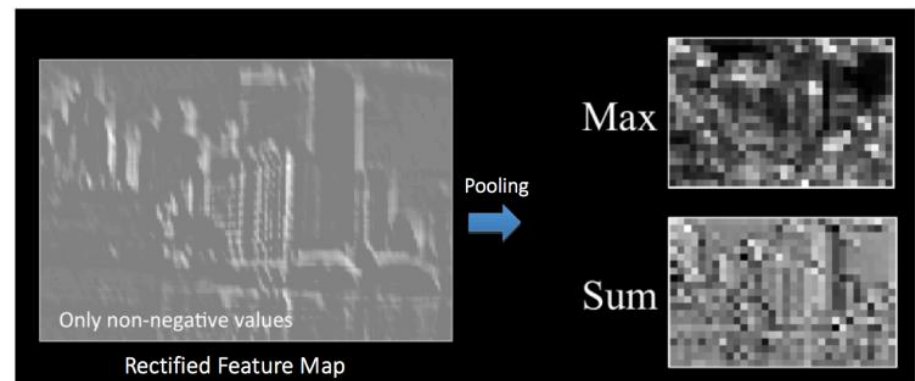 Only non-negative values
Rectified Feature Map
Pooling
Max
Sum